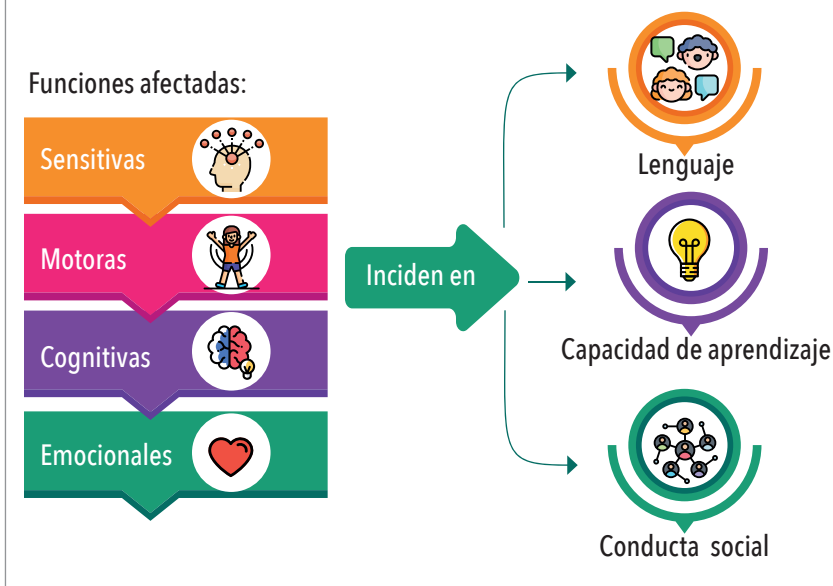 Funciones afectadas:
Sensitivas
Motoras
Cognitivas
Emocionales
Inciden en
Lenguaje
Capacidad de aprendizaje
Conducta social